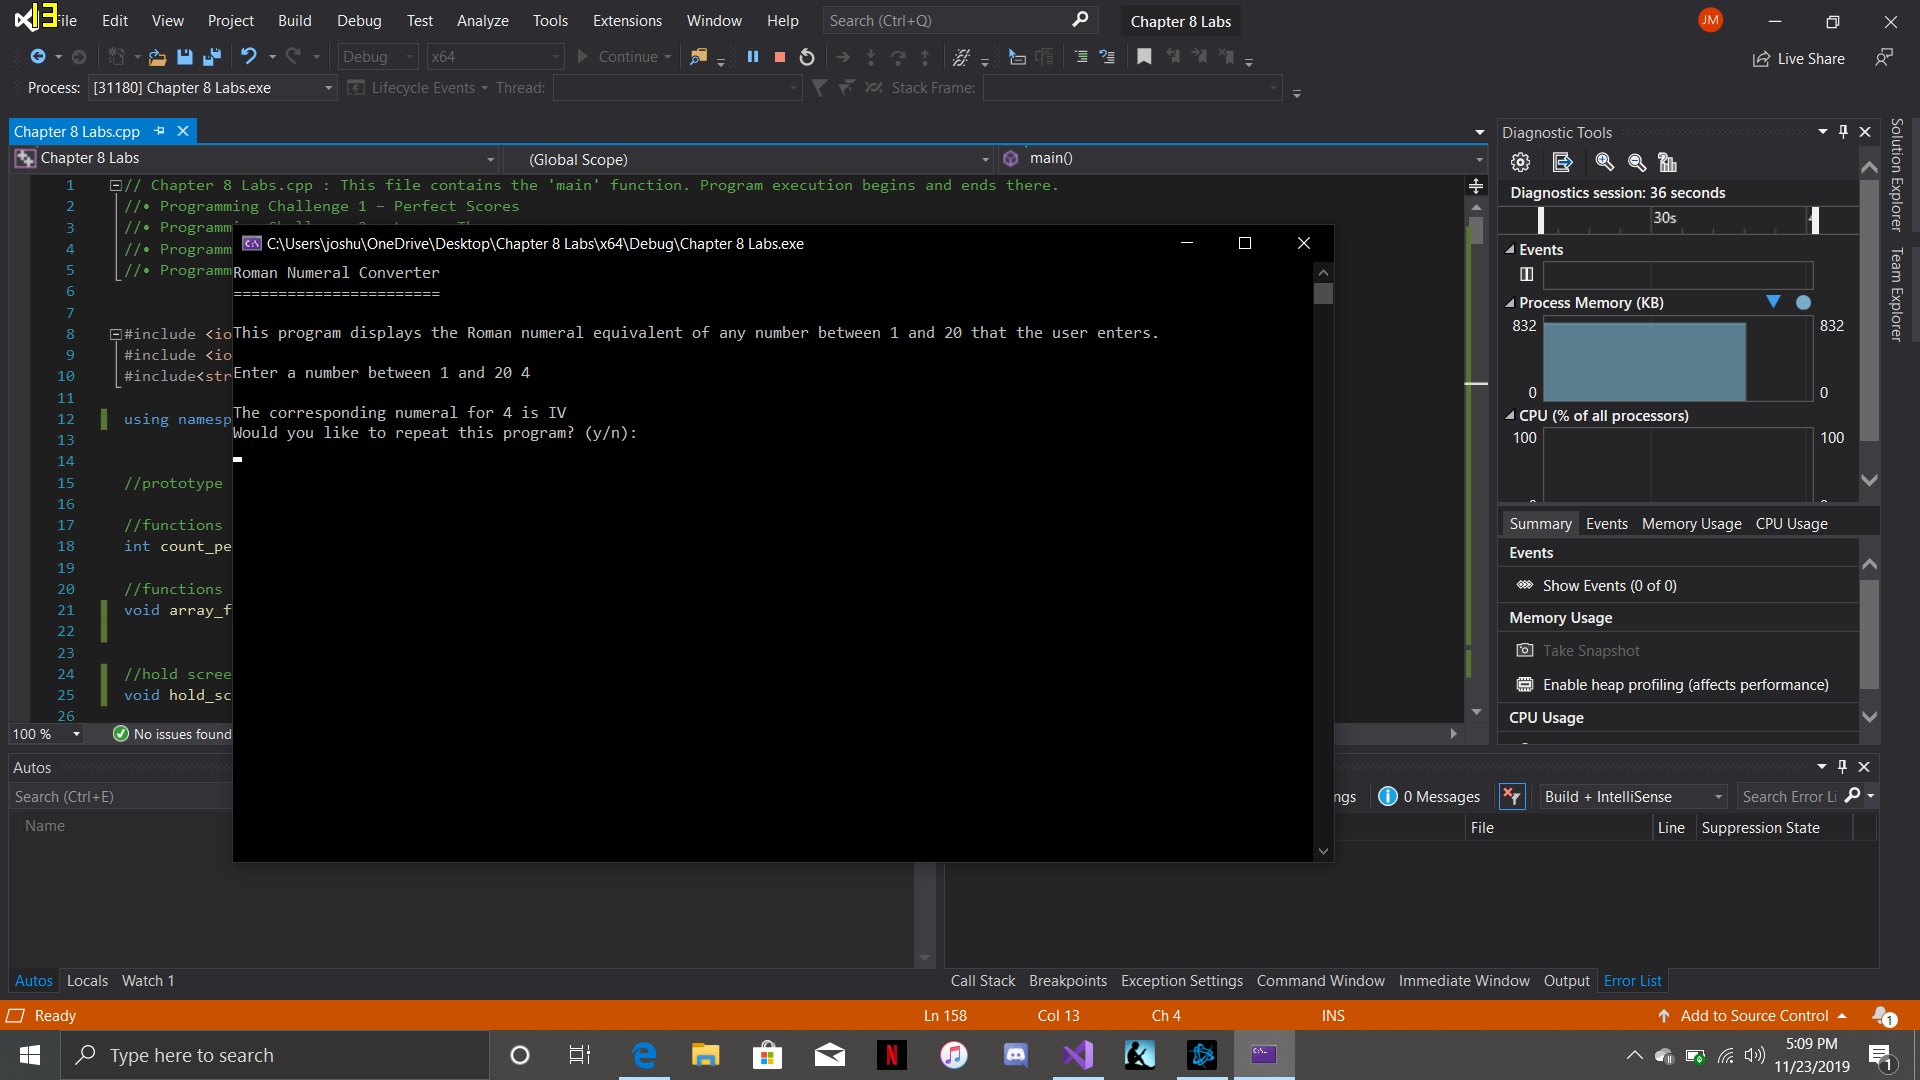 13
File Edit View Project Build Debug Test Analyze Tools Extensions Window Help Search (Ctrl+Q) Chapter 8 Labs JM
Debug x64 Continue Live Share
Process: [31180] Chapter 8 Labs.exe Lifecycle Events Thread: Stack Frame:
Chapter 8 Labs.cpp
Chapter 8 Labs (Global Scope) main()
1 // Chapter 8 Labs.cpp : This file contains the 'main' function. Program execution begins and ends there.
2 //• Programming Challenge 1 – Perfect Scores
3 //•
4 //• Programm
5 //• Programm
6
7
8 #include <io
9 #include <io
10 #include<str
11
12 using namesp
13
14
15 //prototype
16
17 //functions
18 int count_pe
19
20 //functions
21 void array_f
22
23
24 //hold scree
25 void hold_sc
26
100 % No issues found
C:\Users\joshu\OneDrive\Desktop\Chapter 8 Labs\x64\Debug\Chapter 8 Labs.exe
Roman Numeral Converter
=======================
This program displays the Roman numeral equivalent of any number between 1 and 20 that the user enters.
Enter a number between 1 and 20 4
The corresponding numeral for 4 is IV
Would you like to repeat this program? (y/n):
Diagnostic Tools
Diagnostics session: 36 seconds
30s
Events
Process Memory (KB)
832 832
0 0
CPU (% of all processors)
100 100
Summary Events Memory Usage CPU Usage
Events
Show Events (0 of 0)
Memory Usage
Take Snapshot
Enable heap profiling (affects performance)
CPU Usage
Solution Explorer
Team Explorer
Autos
Search (Ctrl+E)
Name
Autos Locals Watch 1
ngs 0 Messages Build + IntelliSense Search Error Li
File Line Suppression State
Call Stack Breakpoints Exception Settings Command Window Immediate Window Output Error List
Ready Ln 158 Col 13 Ch 4 INS Add to Source Control 1
Type here to search
5:09 PM
11/23/2019
1